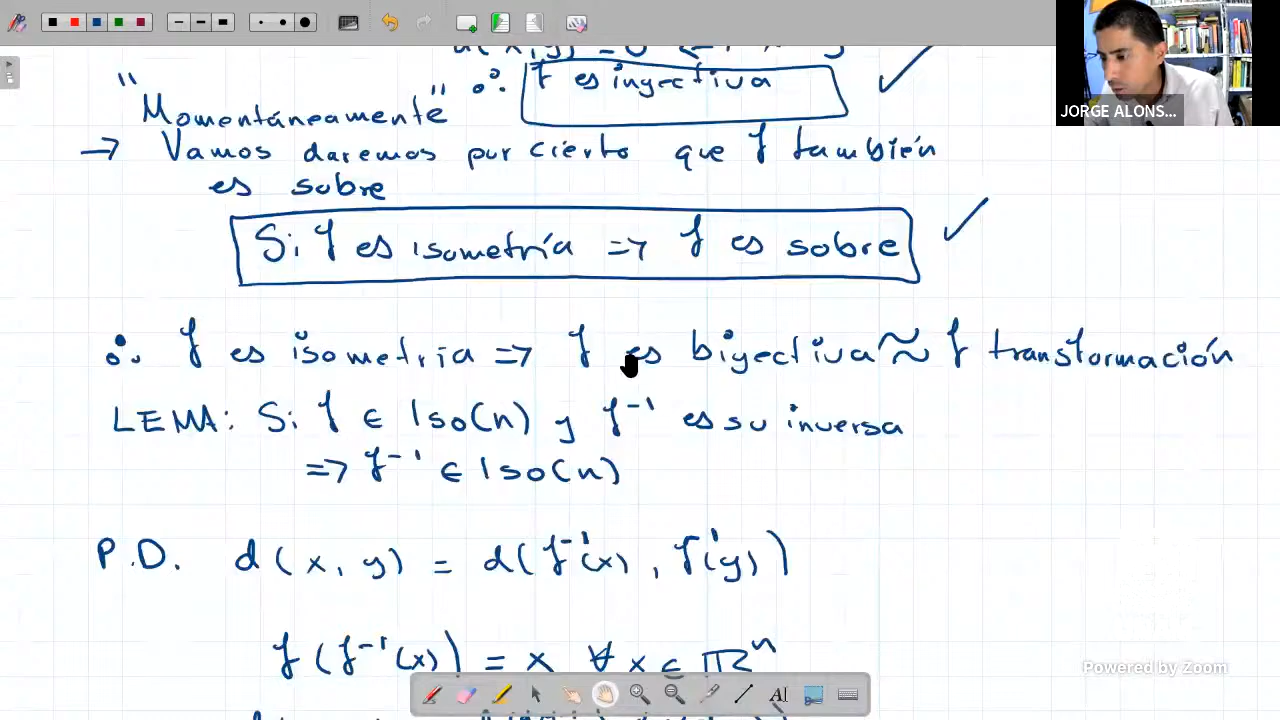 ∴ f es inyectiva
"Momentáneamente"
→ Vamos daremos por cierto que f también
es sobre
Si f es isometría => f es sobre
∴ f es isometría => f es biyectiva ≈ f transformación
LEMA: Si f ∈ Iso(n) y f⁻¹ es su inversa
=> f⁻¹ ∈ Iso(n)
P.D. d(x, y) = d(f⁻¹(x), f⁻¹(y))
f(f⁻¹(x)) = x ∀ x ∈ ℝⁿ
JORGE ALONS...
Powered by Zoom